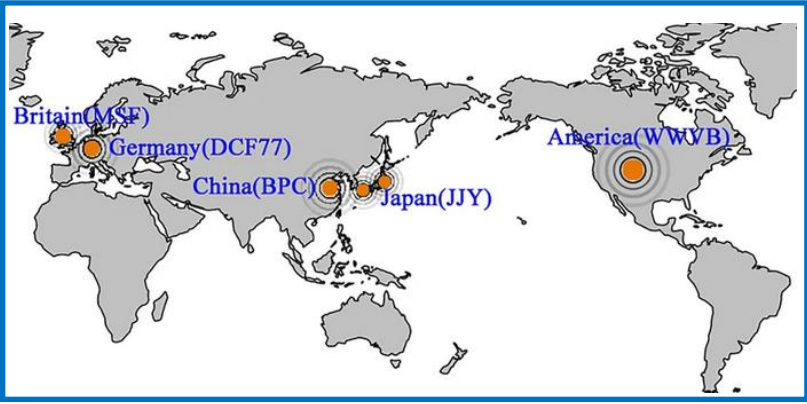 Britain(MSF)
Germany(DCF77)
China(BPC)
Japan(JJY)
America(WWVB)